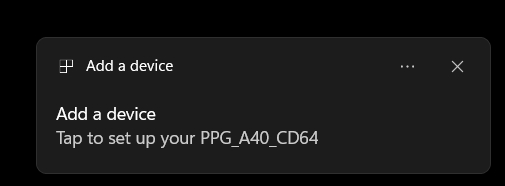 Add a device
Add a device
Tap to set up your PPG_A40_CD64